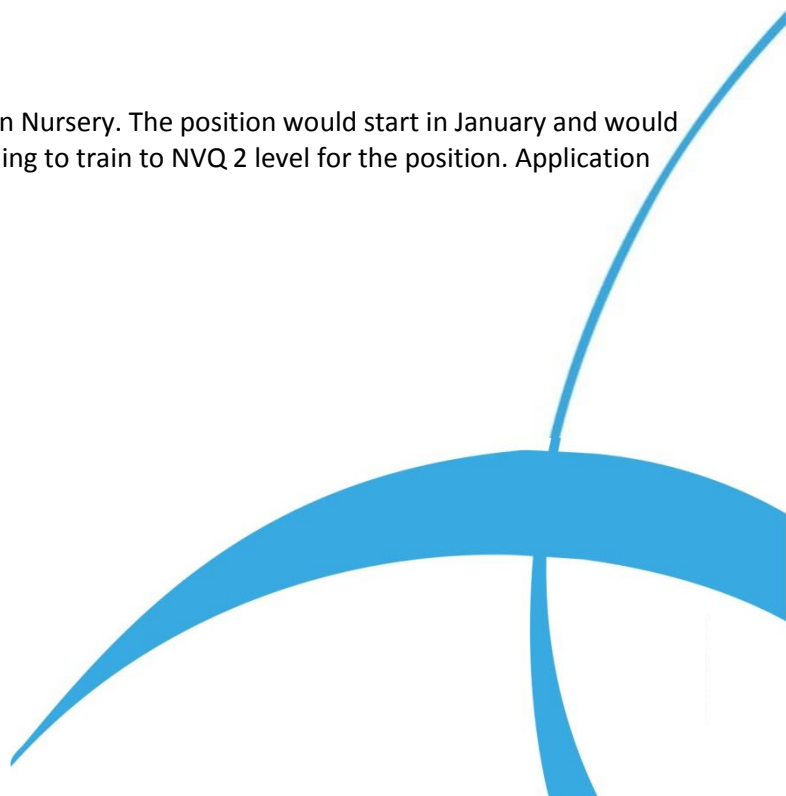 n Nursery. The position would start in January and would
ing to train to NVQ 2 level for the position. Application